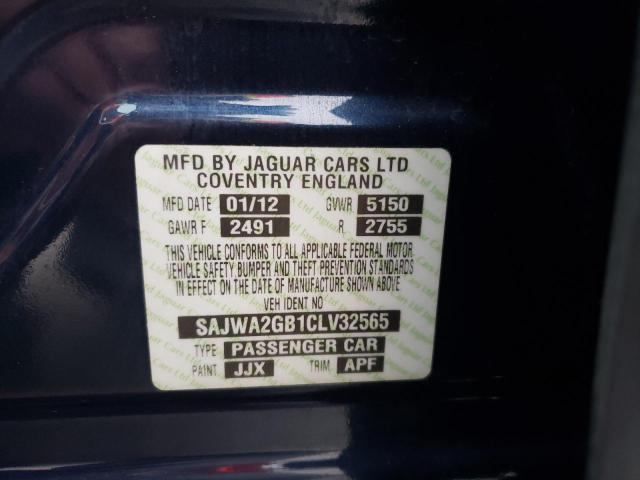 MFD BY JAGUAR CARS LTD
COVENTRY ENGLAND
MFD DATE 01/12 GVWR 5150
GAWR F 2491 R 2755
THIS VEHICLE CONFORMS TO ALL APPLICABLE FEDERAL MOTOR
VEHICLE SAFETY BUMPER AND THEFT PREVENTION STANDARDS
IN EFFECT ON THE DATE OF MANUFACTURE SHOWN ABOVE
VEH IDENT NO
SAJWA2GB1CLV32565
TYPE PASSENGER CAR
PAINT JJX TRIM APF